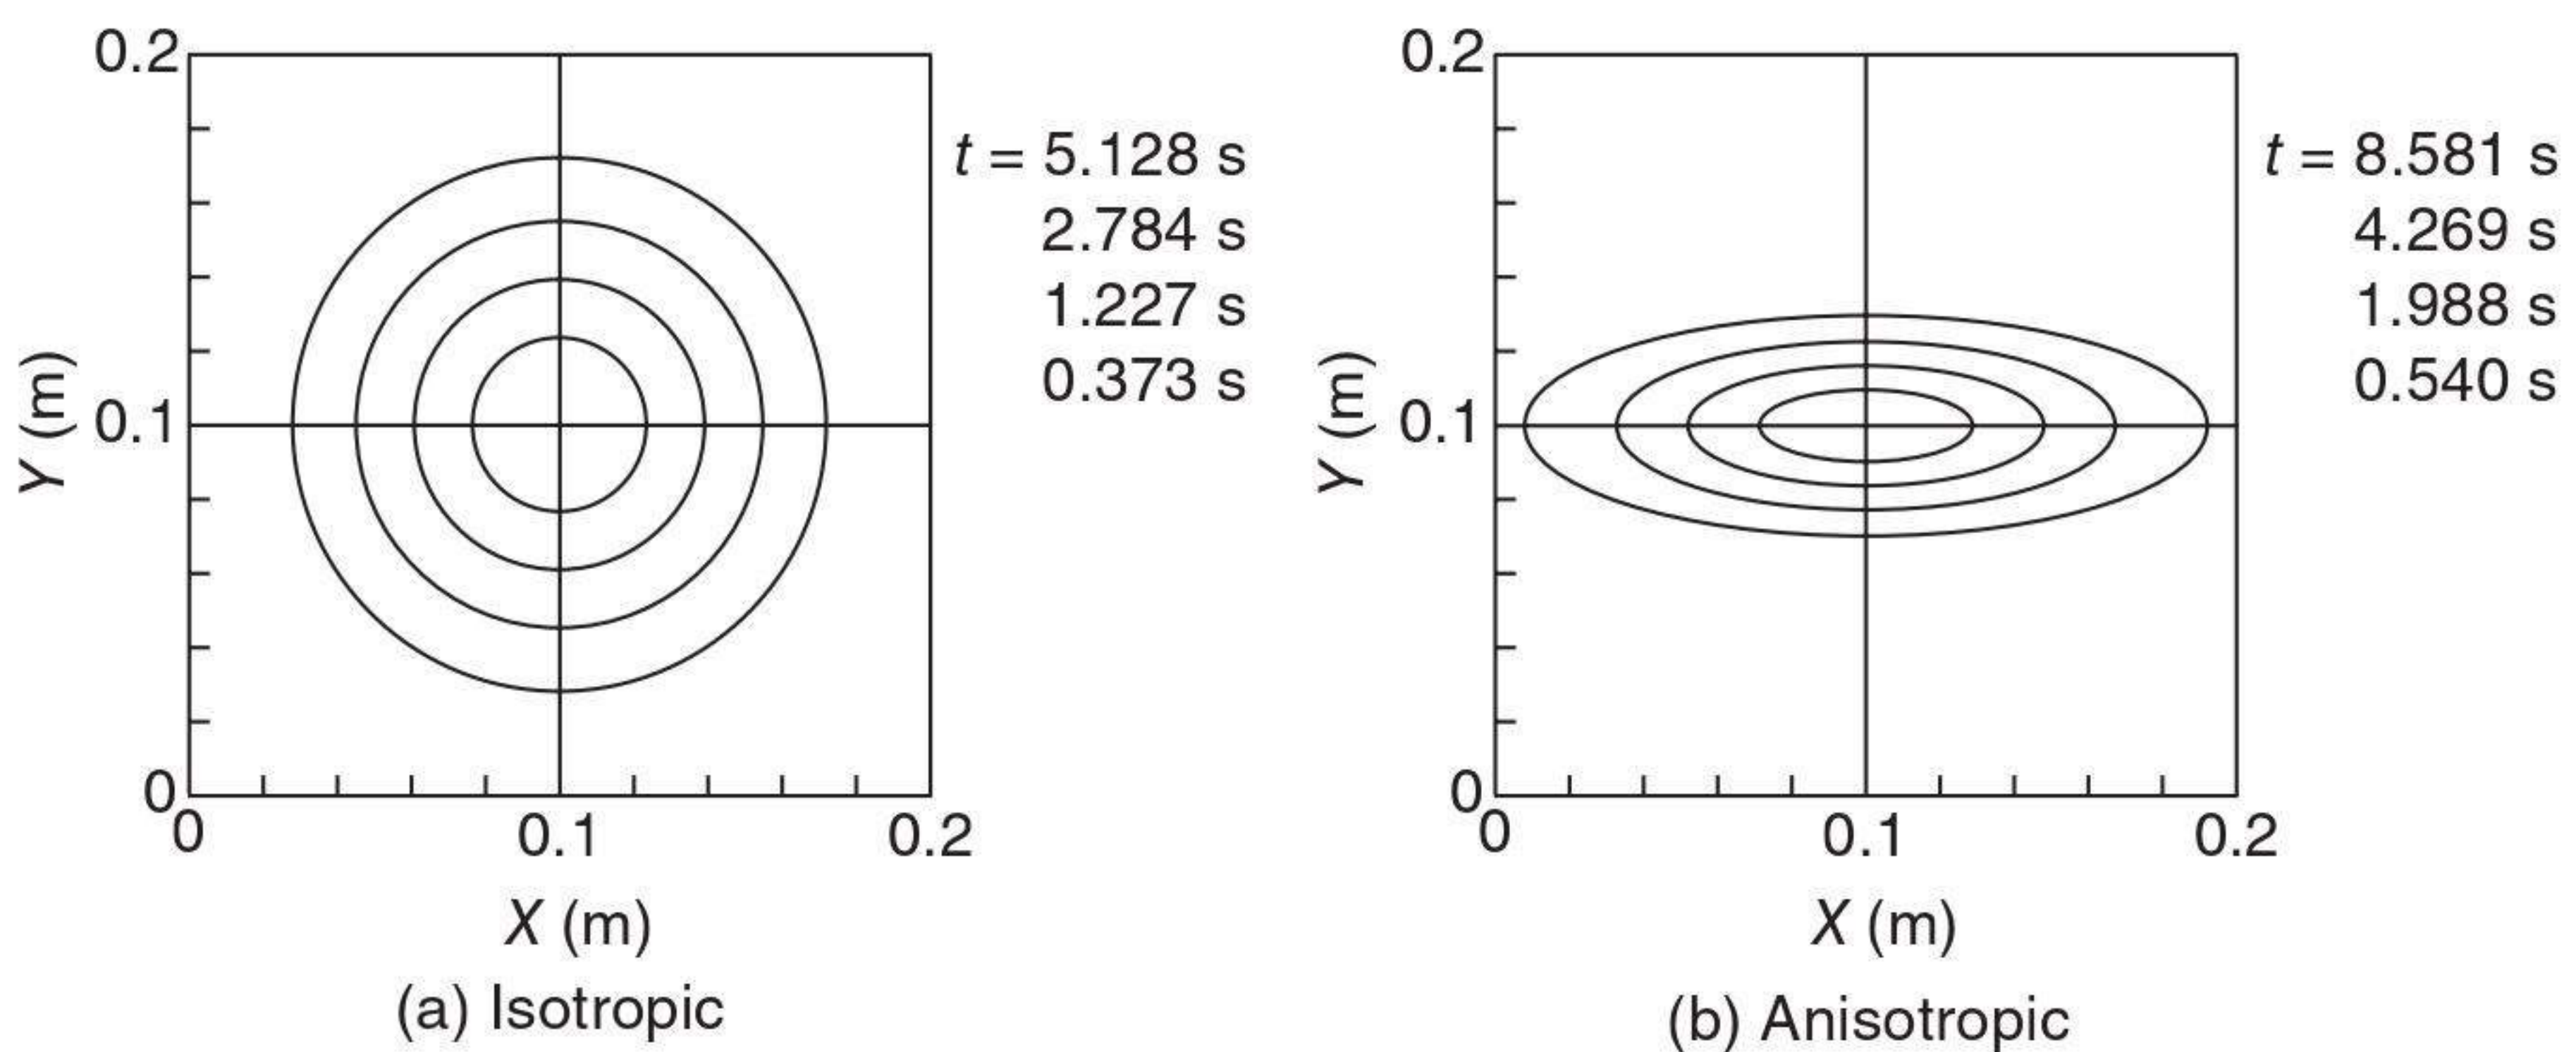 0.2
t = 5.128 s
2.784 s
1.227 s
0.373 s
Y (m)
0.1
0
0
0.1
0.2
X (m)
(a) Isotropic
0.2
t = 8.581 s
4.269 s
1.988 s
0.540 s
Y (m)
0.1
0
0
0.1
0.2
X (m)
(b) Anisotropic